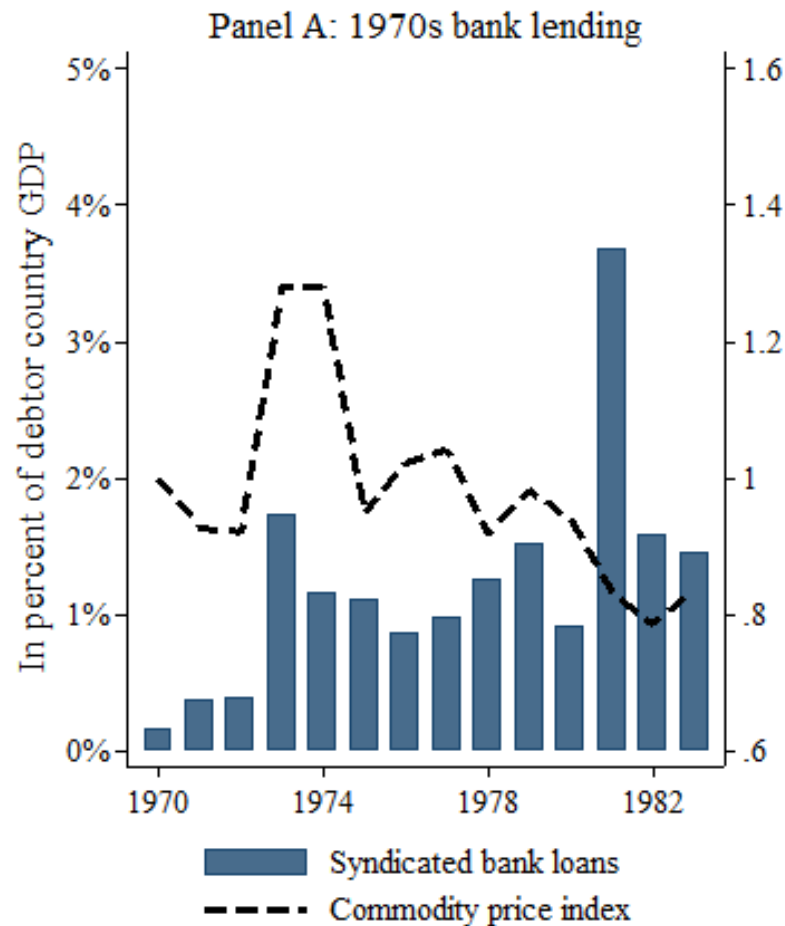 Panel A: 1970s bank lending
In percent of debtor country GDP
5%
4%
3%
2%
1%
0%
1.6
1.4
1.2
1
.8
.6
1970 1974 1978 1982
Syndicated bank loans
Commodity price index